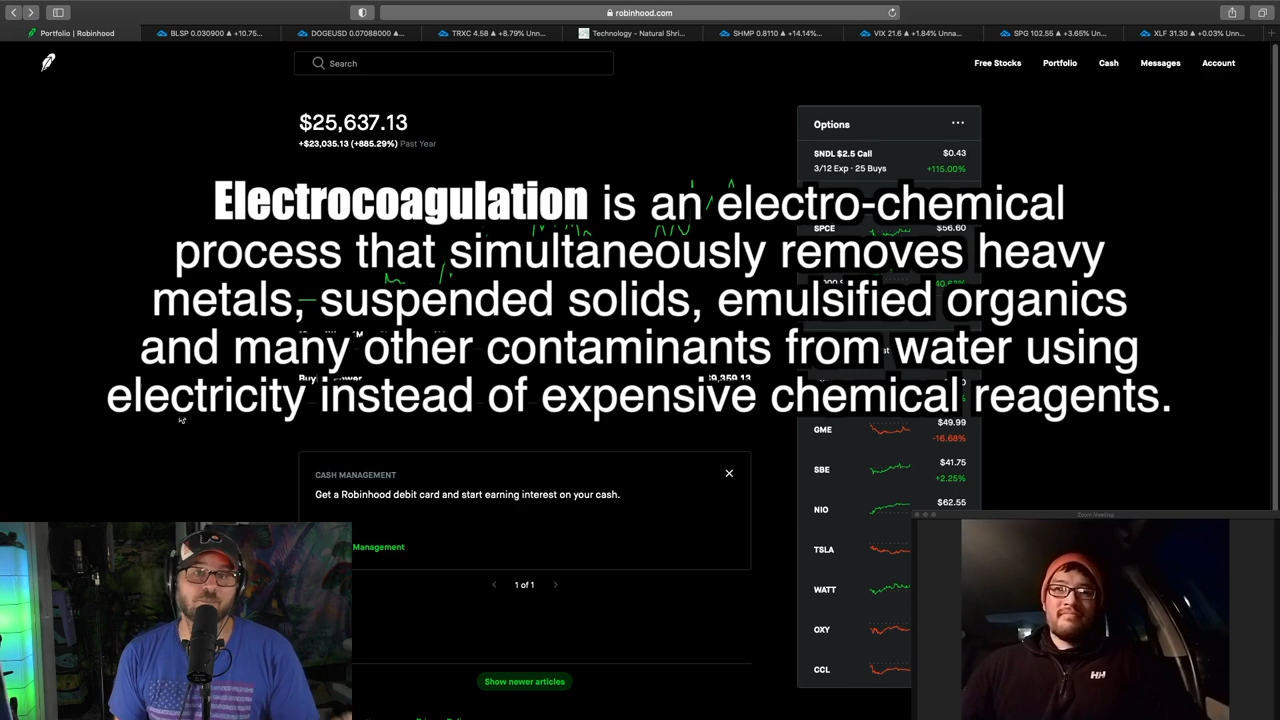 robinhood.com
Portfolio | Robinhood
BLSP 0.030900 ▲ +10.75...
DOGEUSD 0.07088000 ▲...
TRXC 4.58 ▲ +8.79% Unn...
Technology - Natural Shri...
SHMP 0.8110 ▲ +14.14%...
VIX 21.6 ▲ +1.84% Unna...
SPG 102.55 ▲ +3.65% Un...
XLF 31.30 ▲ +0.03% Unn...
Search
Free Stocks
Portfolio
Cash
Messages
Account
$25,637.13
+$23,035.13 (+885.29%) Past Year
Options
SNDL $2.5 Call $0.43
3/12 Exp · 25 Buys +115.00%
Electrocoagulation is an electro-chemical
process that simultaneously removes heavy
metals, suspended solids, emulsified organics
and many other contaminants from water using
electricity instead of expensive chemical reagents.
SPCE $56.60
$9,359.13
GME $49.99
-16.68%
SBE $41.75
+2.25%
NIO $62.55
TSLA
WATT
OXY
CCL
CASH MANAGEMENT
Get a Robinhood debit card and start earning interest on your cash.
Management
1 of 1
Show newer articles
Zoom Meeting
HH